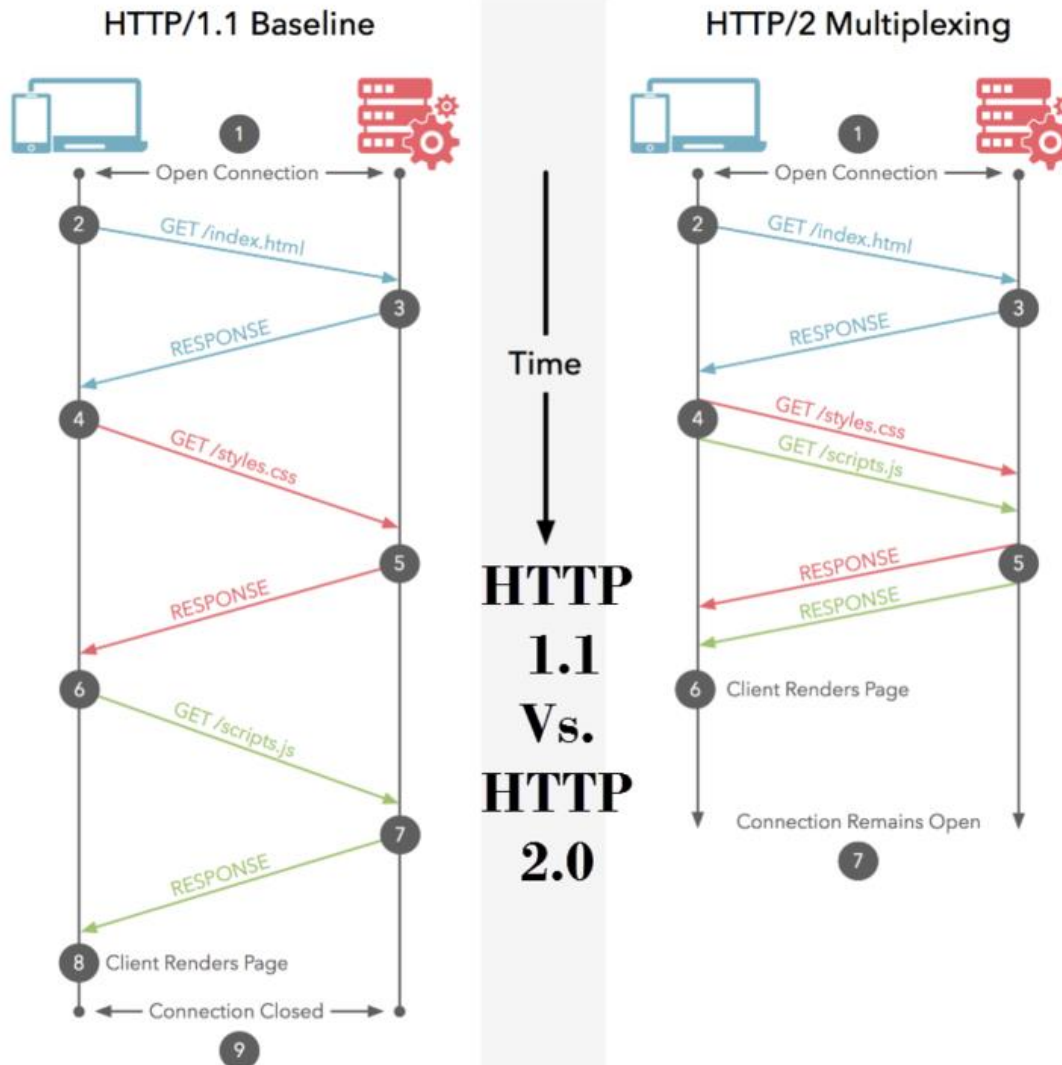 HTTP/1.1 Baseline
1
Open Connection
2
GET /index.html
3
RESPONSE
4
GET /styles.css
5
RESPONSE
6
GET /scripts.js
7
RESPONSE
8 Client Renders Page
Connection Closed
9
Time
HTTP
1.1
Vs.
HTTP
2.0
HTTP/2 Multiplexing
1
Open Connection
2
GET /index.html
3
RESPONSE
4
GET /styles.css
GET /scripts.js
5
RESPONSE
RESPONSE
6 Client Renders Page
Connection Remains Open
7